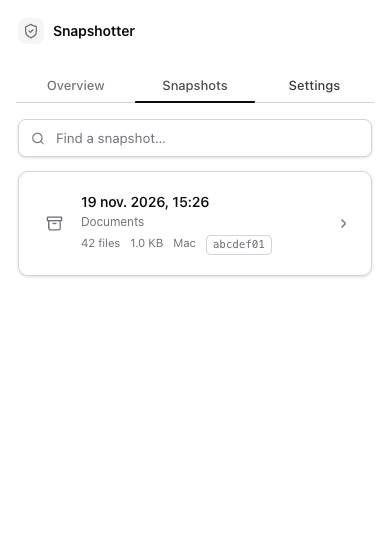 Snapshotter
Overview Snapshots Settings
Find a snapshot...
19 nov. 2026, 15:26
Documents
42 files 1.0 KB Mac abcdef01